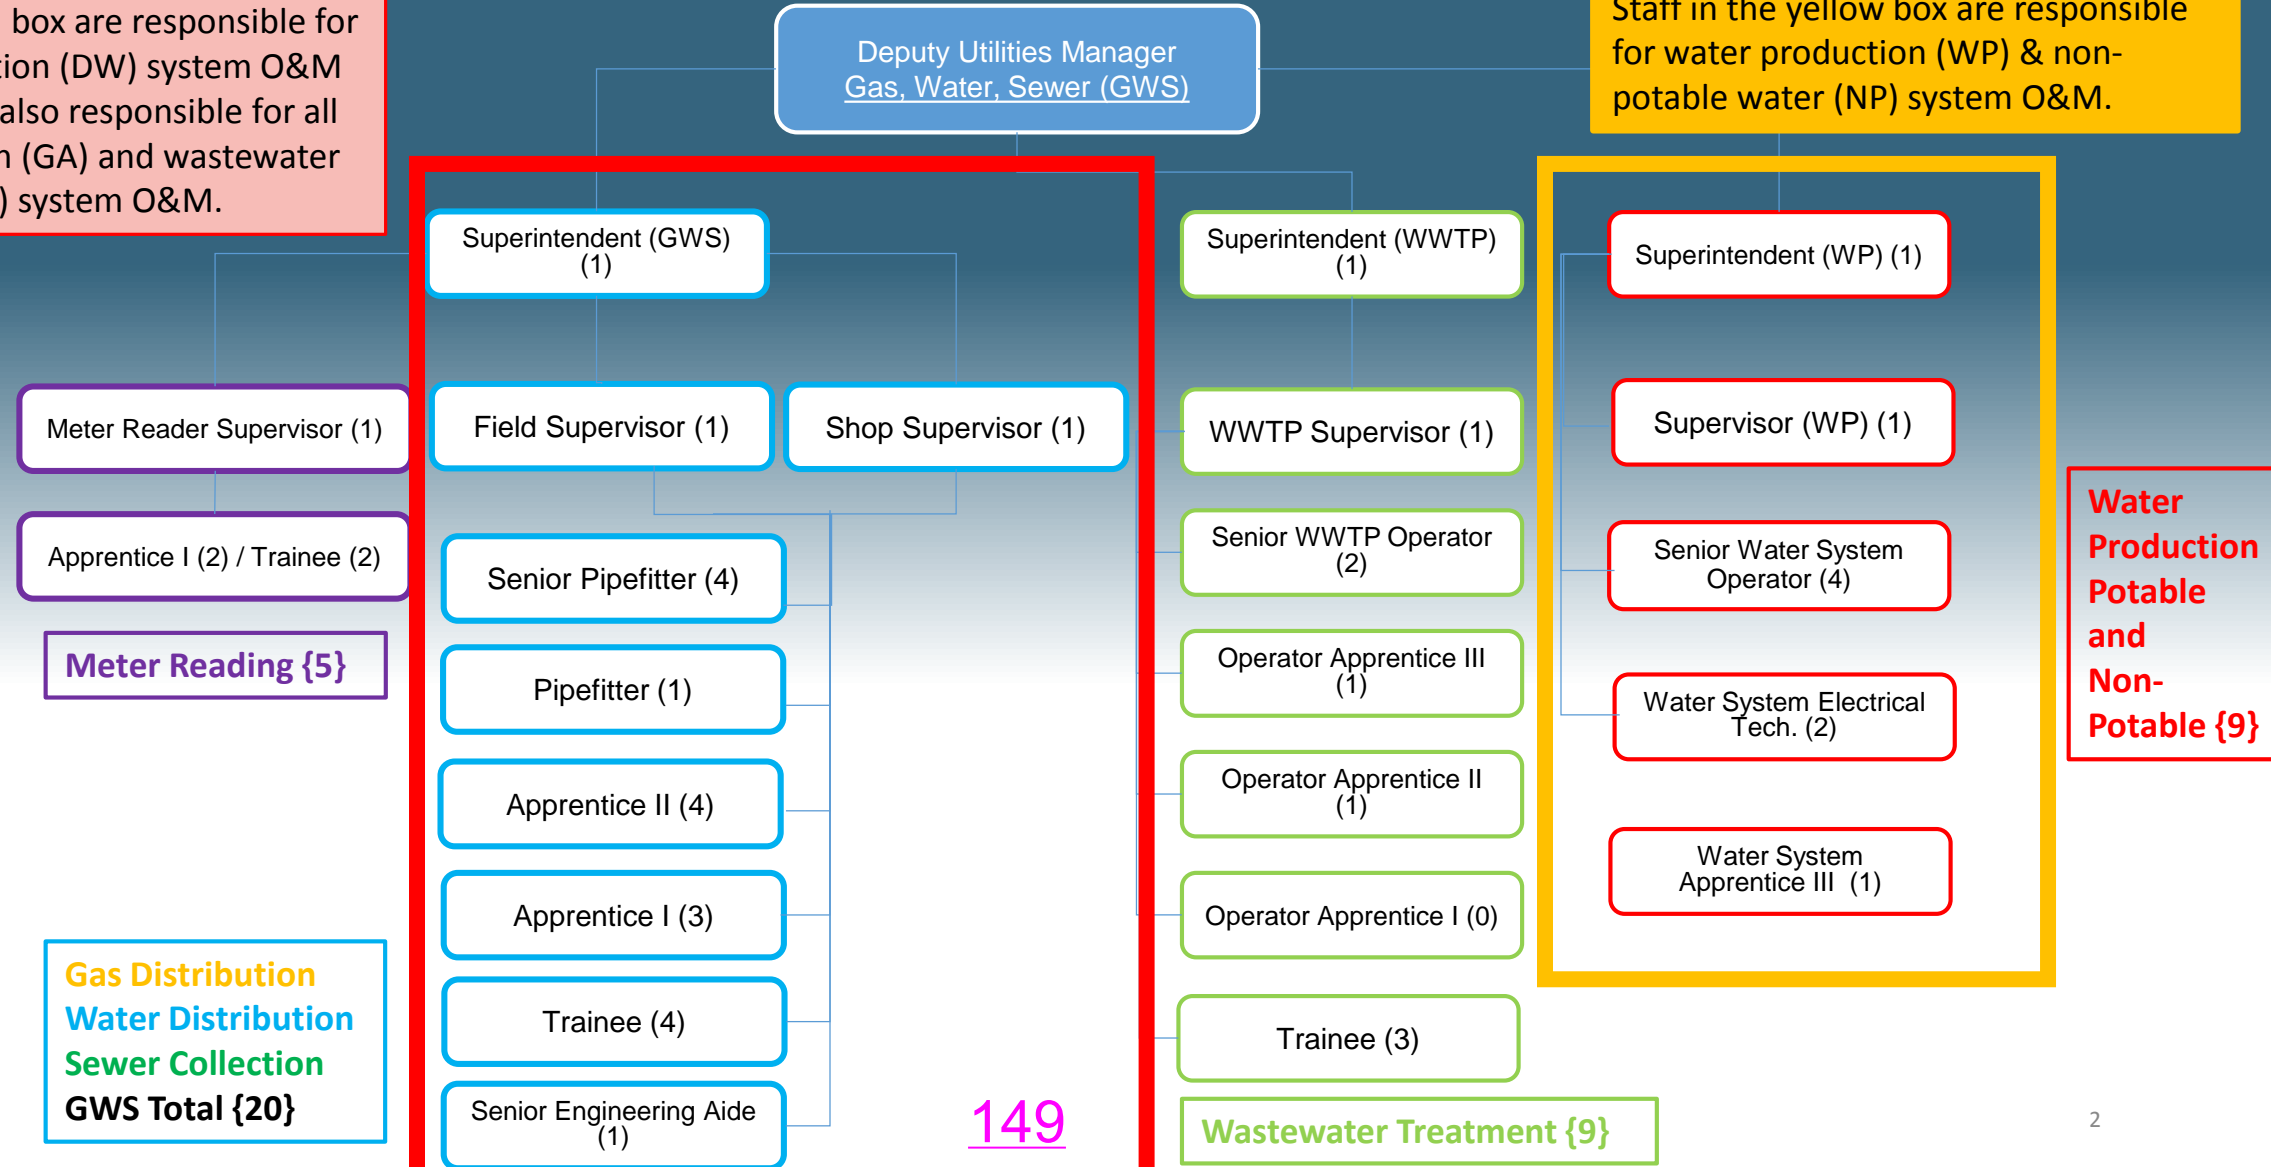 box are responsible for
(DW) system O&M
also responsible for all
(GA) and wastewater
) system O&M.
Deputy Utilities Manager
Gas, Water, Sewer (GWS)
Staff in the yellow box are responsible
for water production (WP) & non-
potable water (NP) system O&M.
Superintendent (GWS)
(1)
Superintendent (WWTP)
(1)
Superintendent (WP) (1)
Meter Reader Supervisor (1)
Field Supervisor (1)
Shop Supervisor (1)
WWTP Supervisor (1)
Supervisor (WP) (1)
Apprentice I (2) / Trainee (2)
Meter Reading {5}
Senior Pipefitter (4)
Pipefitter (1)
Apprentice II (4)
Apprentice I (3)
Trainee (4)
Senior Engineering Aide
(1)
Senior WWTP Operator
(2)
Operator Apprentice III
(1)
Operator Apprentice II
(1)
Operator Apprentice I (0)
Trainee (3)
Senior Water System
Operator (4)
Water System Electrical
Tech. (2)
Water System
Apprentice III (1)
Water
Production
Potable
and
Non-
Potable {9}
Gas Distribution
Water Distribution
Sewer Collection
GWS Total {20}
149
Wastewater Treatment {9}
2